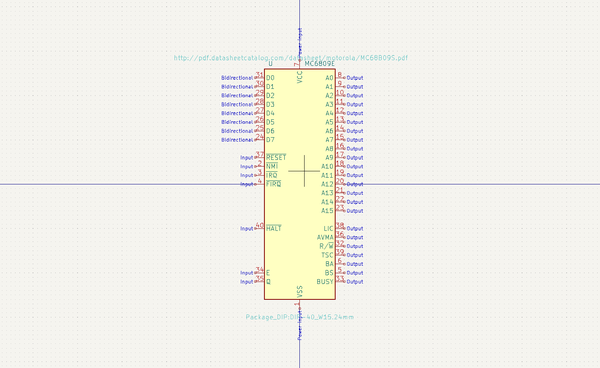 Power Input
http://pdf.datasheetcatalog.com/datasheet/motorola/MC68B09S.pdf
U 7 MC6809E
VCC
Bidirectional 31 D0 A0 8 Output
Bidirectional 30 D1 A1 9 Output
Bidirectional 29 D2 A2 10 Output
Bidirectional 28 D3 A3 11 Output
Bidirectional 27 D4 A4 12 Output
Bidirectional 26 D5 A5 13 Output
Bidirectional 25 D6 A6 14 Output
Bidirectional 24 D7 A7 15 Output
A8 16 Output
Input 37 RESET A9 17 Output
Input 2 NMI A10 18 Output
Input 3 IRQ A11 19 Output
Input 4 FIRQ A12 20 Output
A13 21 Output
A14 22 Output
A15 23 Output
Input 40 HALT LIC 38 Output
AVMA 36 Output
R/W 32 Output
TSC 39 Output
Input 34 E BA 6 Output
BS 5 Output
Input 35 Q BUSY 33 Output
VSS
1
Package_DIP:DIP-40_W15.24mm
Power Input